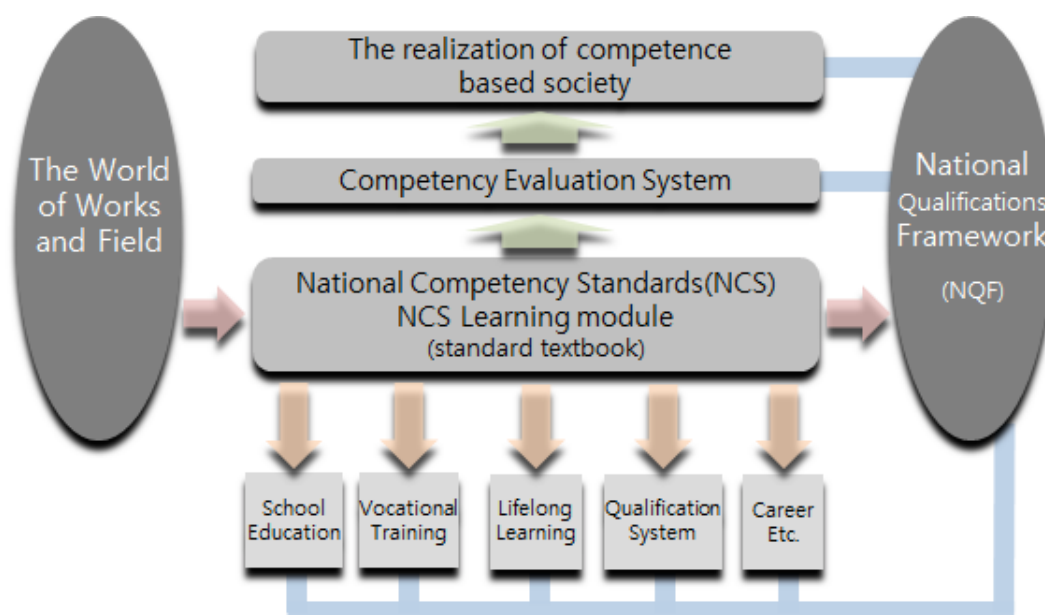 The realization of competence
based society
The World
of Works
and Field
Competency Evaluation System
National
Qualifications
Framework
(NQF)
National Competency Standards(NCS)
NCS Learning module
(standard textbook)
School
Education
Vocational
Training
Lifelong
Learning
Qualification
System
Career
Etc.